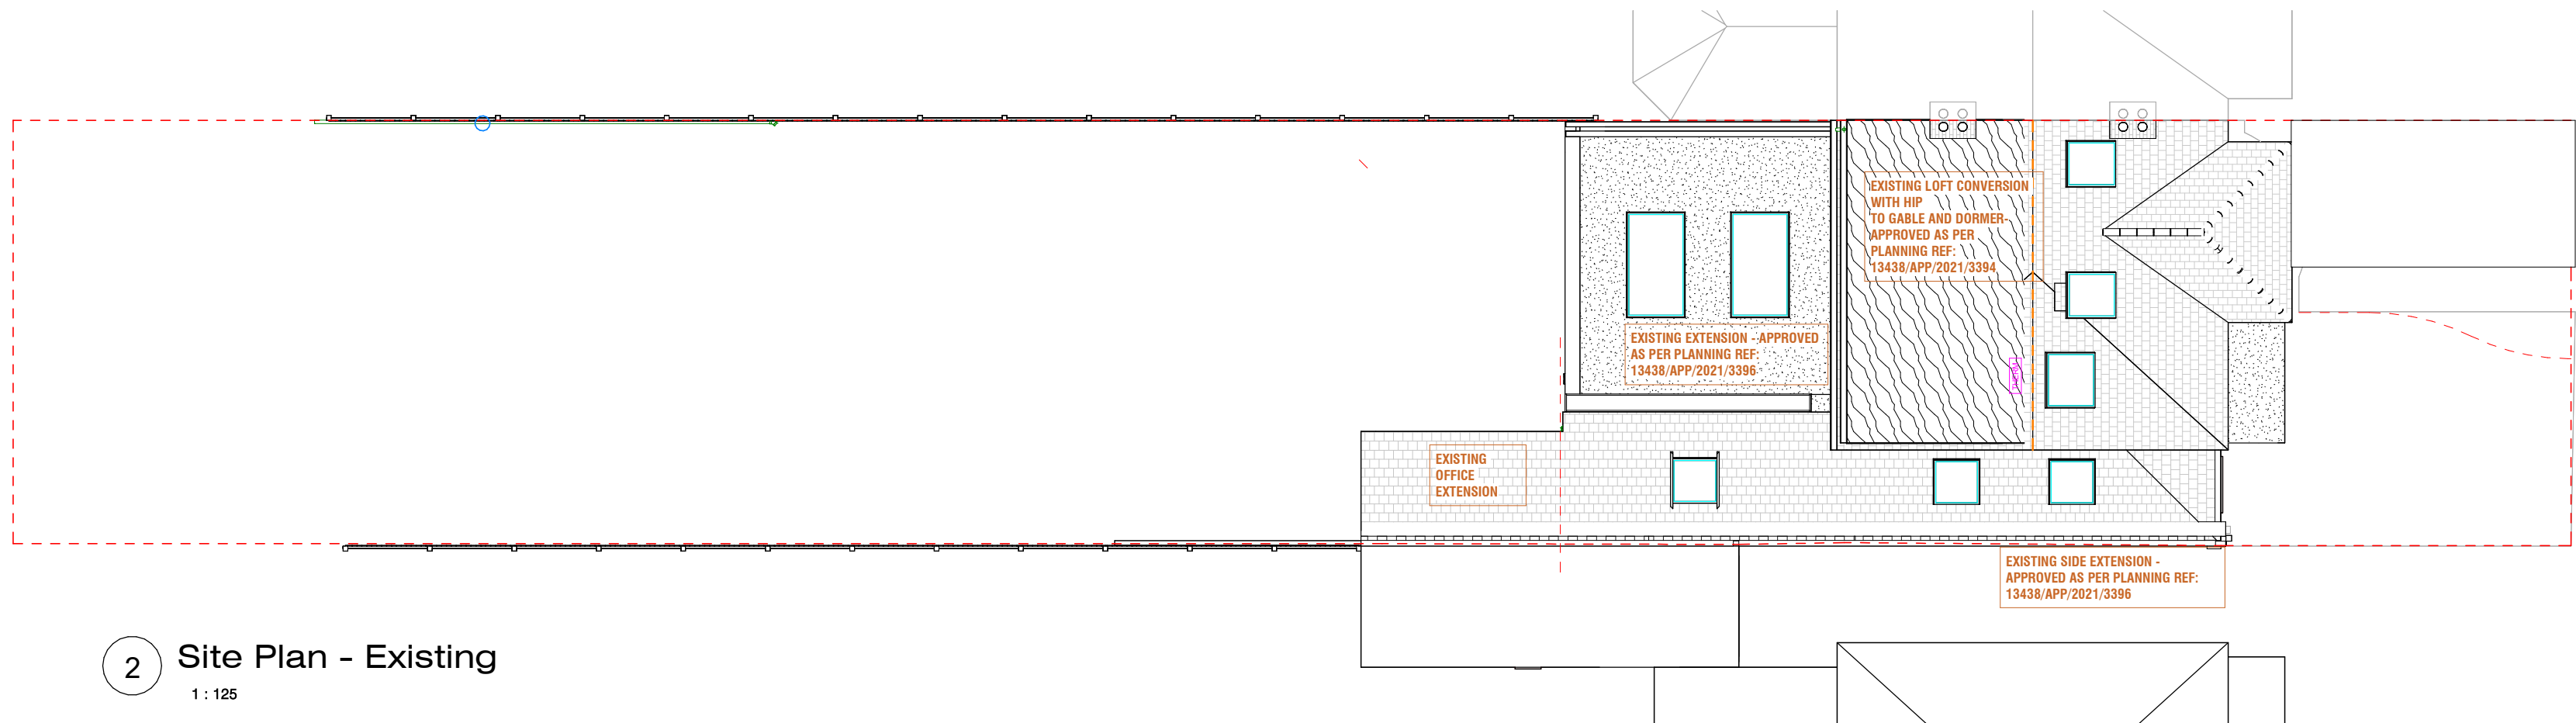 EXISTING LOFT CONVERSION
WITH HIP
TO GABLE AND DORMER-
APPROVED AS PER
PLANNING REF:
13438/APP/2021/3394
EXISTING EXTENSION - APPROVED
AS PER PLANNING REF:
13438/APP/2021/3396
EXISTING
OFFICE
EXTENSION
EXISTING SIDE EXTENSION -
APPROVED AS PER PLANNING REF:
13438/APP/2021/3396
2
Site Plan - Existing
1 : 125